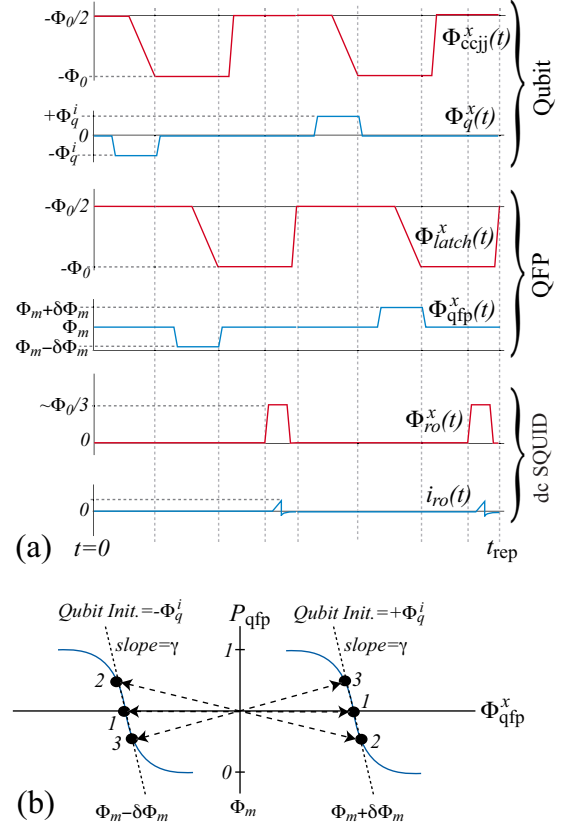 -Φ₀/2
Φˣccjj(t)
-Φ₀
Qubit
+Φⁱq
Φˣq(t)
0
-Φⁱq
-Φ₀/2
Φˣlatch(t)
-Φ₀
QFP
Φm+δΦm
Φˣqfp(t)
Φm
Φm−δΦm
~Φ₀/3
Φˣro(t)
0
dc SQUID
iro(t)
0
(a) t=0 trep
Qubit Init.=-Φⁱq Pqfp Qubit Init.=+Φⁱq
slope=γ 1 slope=γ
2 3
1 1 Φˣqfp
3 2
0
(b) Φm−δΦm Φm Φm+δΦm